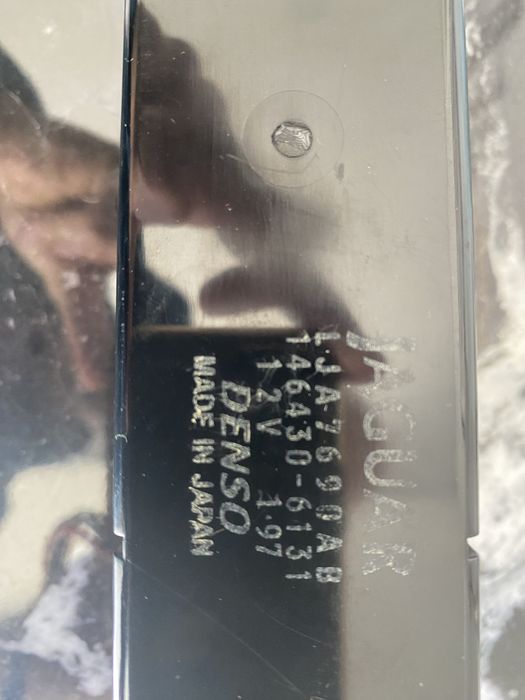 JAGUAR
LJA-7690AB
146430-6131
12V 1.97
DENSO
MADE IN JAPAN